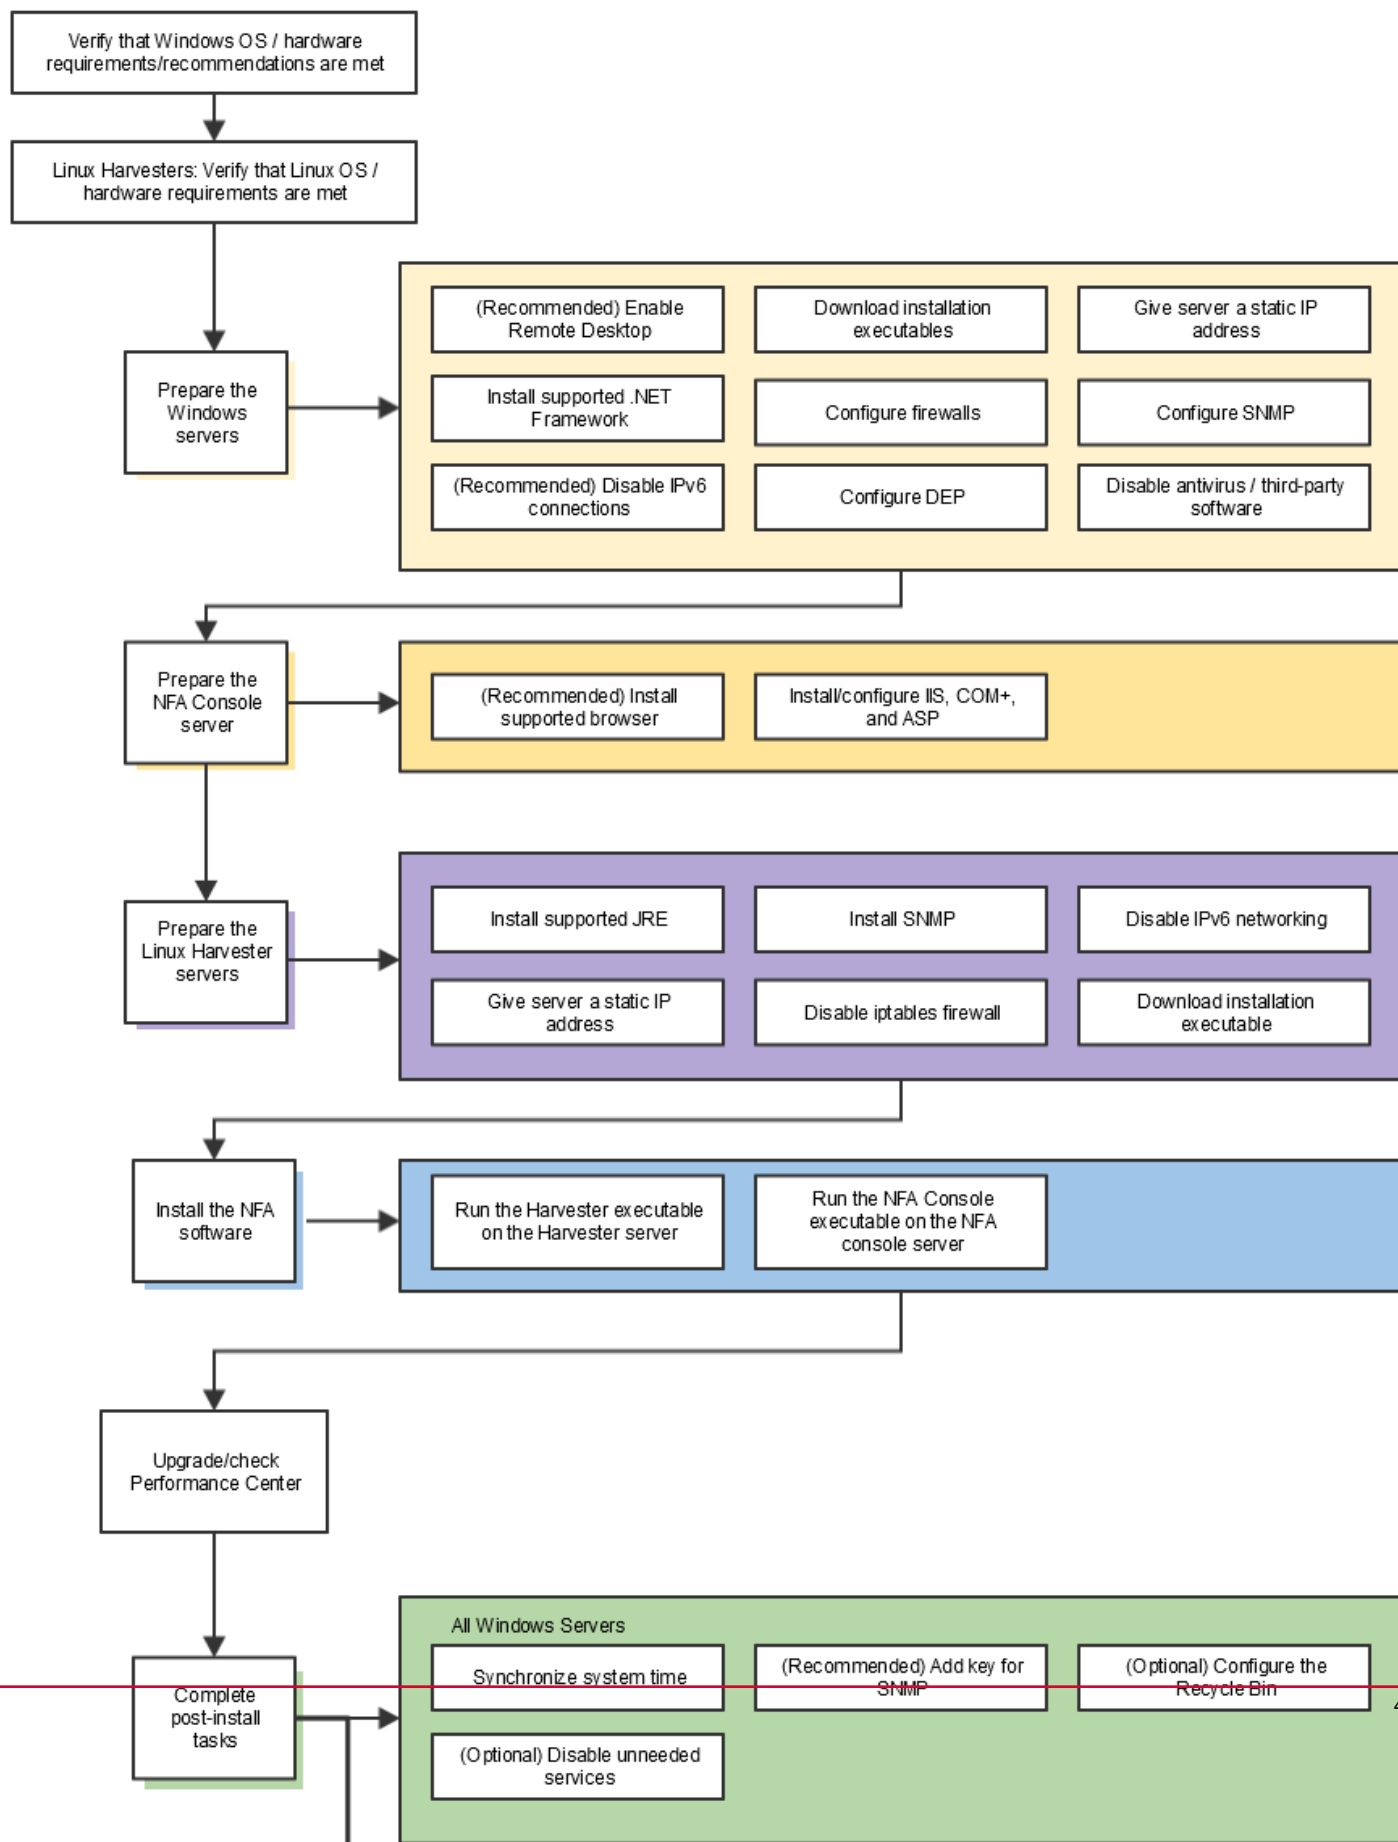 Verify that Windows OS / hardware
requirements/recommendations are met
Linux Harvesters: Verify that Linux OS /
hardware requirements are met
Prepare the
Windows
servers
(Recommended) Enable
Remote Desktop
Download installation
executables
Give server a static IP
address
Install supported .NET
Framework
Configure firewalls
Configure SNMP
(Recommended) Disable IPv6
connections
Configure DEP
Disable antivirus / third-party
software
Prepare the
NFA Console
server
(Recommended) Install
supported browser
Install/configure IIS, COM+,
and ASP
Prepare the
Linux Harvester
servers
Install supported JRE
Install SNMP
Disable IPv6 networking
Give server a static IP
address
Disable iptables firewall
Download installation
executable
Install the NFA
software
Run the Harvester executable
on the Harvester server
Run the NFA Console
executable on the NFA
console server
Upgrade/check
Performance Center
Complete
post-install
tasks
All Windows Servers
Synchronize system time
(Recommended) Add key for
SNMP
(Optional) Configure the
Recycle Bin
(Optional) Disable unneeded
services